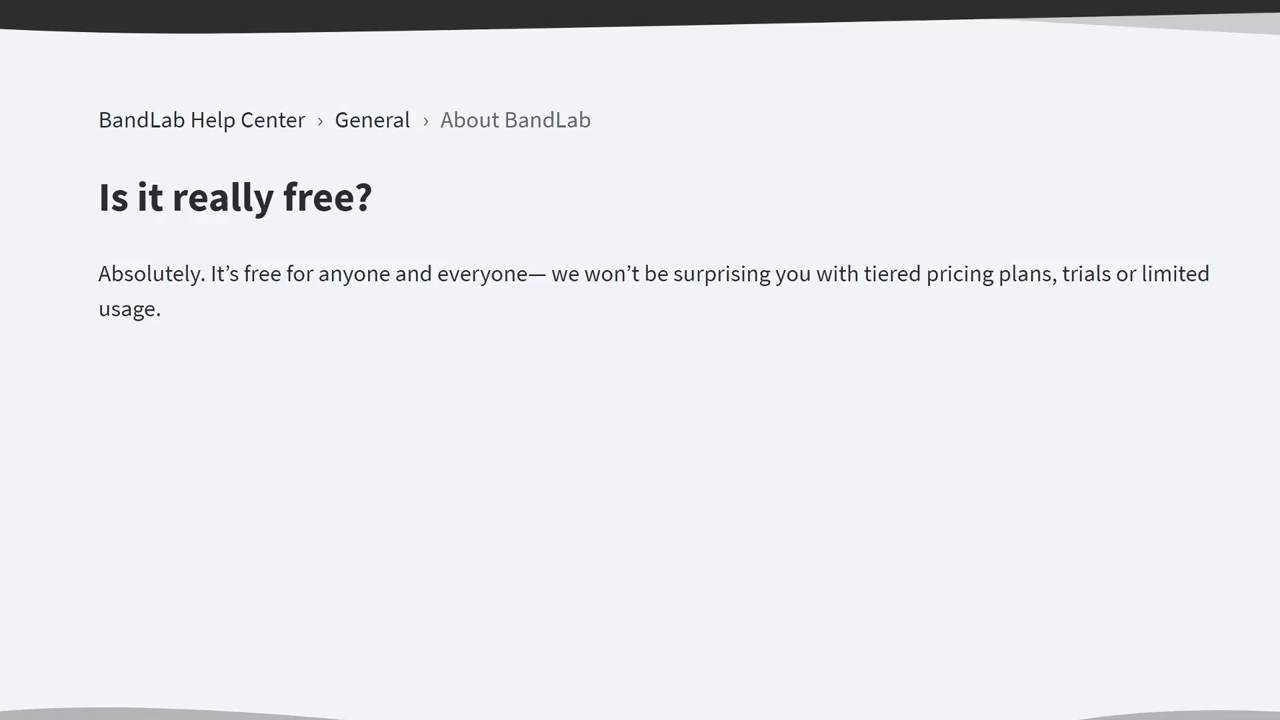 BandLab Help Center › General › About BandLab
Is it really free?
Absolutely. It’s free for anyone and everyone— we won’t be surprising you with tiered pricing plans, trials or limited
usage.